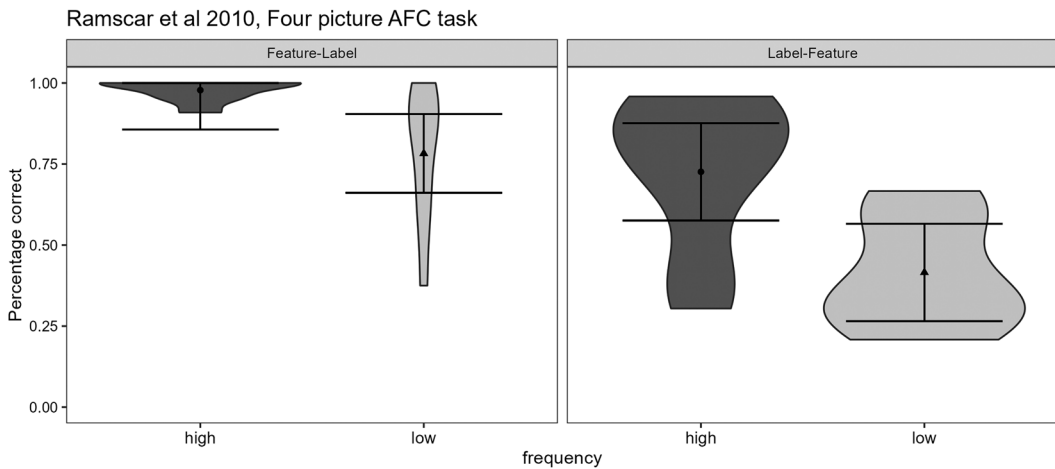 Ramscar et al 2010, Four picture AFC task
Feature-Label
Label-Feature
Percentage correct
1.00
0.75
0.50
0.25
0.00
high
low
high
low
frequency